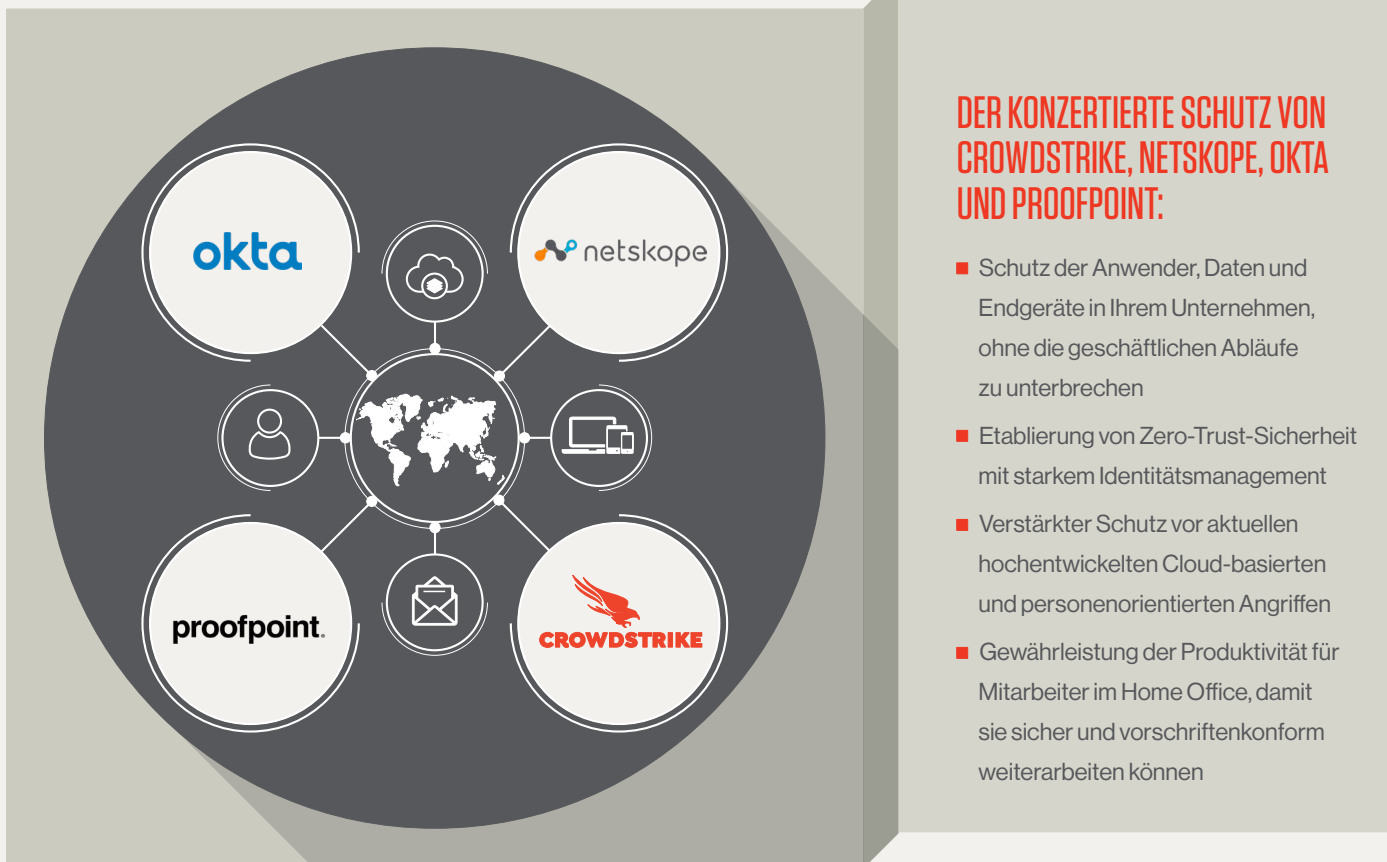 okta
netskope
proofpoint.
CROWDSTRIKE
DER KONZERTIERTE SCHUTZ VON
CROWDSTRIKE, NETSKOPE, OKTA
UND PROOFPOINT:
Schutz der Anwender, Daten und
Endgeräte in Ihrem Unternehmen,
ohne die geschäftlichen Abläufe
zu unterbrechen
Etablierung von Zero-Trust-Sicherheit
mit starkem Identitätsmanagement
Verstärkter Schutz vor aktuellen
hochentwickelten Cloud-basierten
und personenorientierten Angriffen
Gewährleistung der Produktivität für
Mitarbeiter im Home Office, damit
sie sicher und vorschriftenkonform
weiterarbeiten können